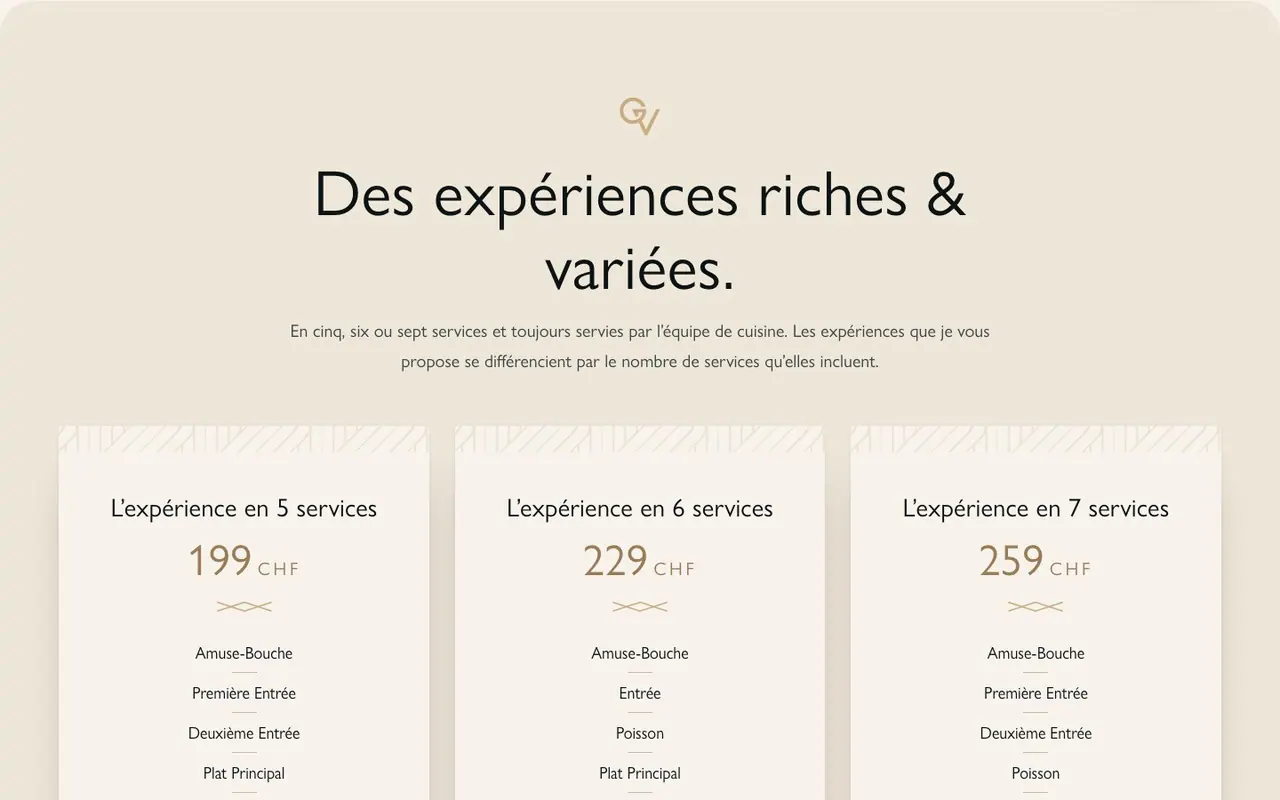 GV
Des expériences riches &
variées.
En cinq, six ou sept services et toujours servies par l'équipe de cuisine. Les expériences que je vous
propose se différencient par le nombre de services qu'elles incluent.
L'expérience en 5 services
199 CHF
Amuse-Bouche
Première Entrée
Deuxième Entrée
Plat Principal
L'expérience en 6 services
229 CHF
Amuse-Bouche
Entrée
Poisson
Plat Principal
L'expérience en 7 services
259 CHF
Amuse-Bouche
Première Entrée
Deuxième Entrée
Poisson